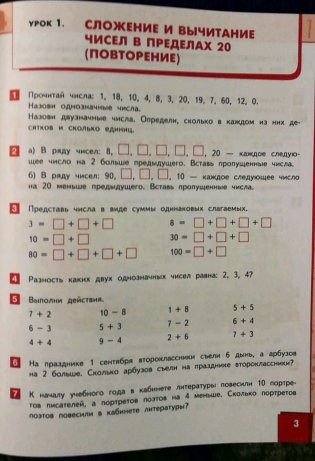 УРОК 1.
СЛОЖЕНИЕ И ВЫЧИТАНИЕ
ЧИСЕЛ В ПРЕДЕЛАХ 20
(ПОВТОРЕНИЕ)
1 Прочитай числа: 1, 18, 10, 4, 8, 3, 20, 19, 7, 60, 12, 0.
Назови однозначные числа.
Назови двузначные числа. Определи, сколько в каждом из них де-
сятков и сколько единиц.
2 а) В ряду чисел: 8, □, □, □, □, □, 20 — каждое следую-
щее число на 2 больше предыдущего. Вставь пропущенные числа.
б) В ряду чисел: 90, □, □, □, 10 — каждое следующее число
на 20 меньше предыдущего. Вставь пропущенные числа.
3 Представь числа в виде суммы одинаковых слагаемых.
3 = □ + □ + □ 8 = □ + □ + □ + □
10 = □ + □ 30 = □ + □ + □
80 = □ + □ + □ + □ 100 = □ + □
4 Разность каких двух однозначных чисел равна: 2, 3, 4?
5 Выполни действия.
7 + 2 10 − 8 1 + 8 5 + 5
6 − 3 5 + 3 7 − 2 6 + 4
4 + 4 9 − 4 2 + 6 7 + 3
6 На празднике 1 сентября второклассники съели 6 дынь, а арбузов
на 2 больше. Сколько арбузов съели на празднике второклассники?
7 К началу учебного года в кабинете литературы повесили 10 портре-
тов писателей, а портретов поэтов на 4 меньше. Сколько портретов
поэтов повесили в кабинете литературы?
3